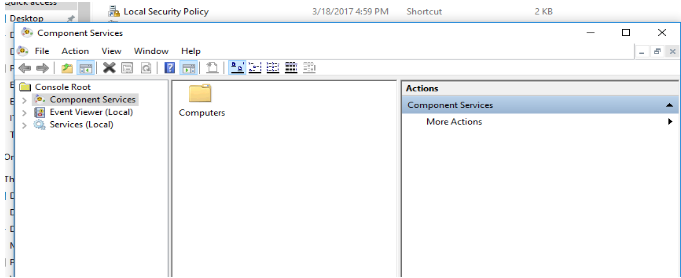 Quick access
Local Security Policy 3/18/2017 4:59 PM Shortcut 2 KB
Desktop
Component Services
File Action View Window Help
Console Root
Component Services
Event Viewer (Local)
Services (Local)
Computers
Actions
Component Services
More Actions